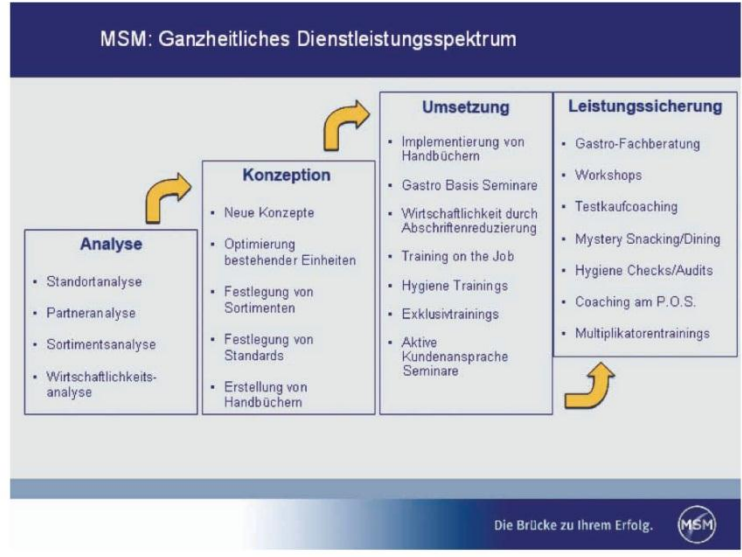 MSM: Ganzheitliches Dienstleistungsspektrum
Analyse
▪ Standortanalyse
▪ Partneranalyse
▪ Sortimentsanalyse
▪ Wirtschaftlichkeits-
analyse
Konzeption
▪ Neue Konzepte
▪ Optimierung
bestehender Einheiten
▪ Festlegung von
Sortimenten
▪ Festlegung von
Standards
▪ Erstellung von
Handbüchern
Umsetzung
▪ Implementierung von
Handbüchern
▪ Gastro Basis Seminare
▪ Wirtschaftlichkeit durch
Abschriftenreduzierung
▪ Training on the Job
▪ Hygiene Trainings
▪ Exklusivtrainings
▪ Aktive
Kundenansprache
Seminare
Leistungssicherung
▪ Gastro-Fachberatung
▪ Workshops
▪ Testkaufcoaching
▪ Mystery Snacking/Dining
▪ Hygiene Checks/Audits
▪ Coaching am P.O.S.
▪ Multiplikatorentrainings
Die Brücke zu Ihrem Erfolg.
MSM